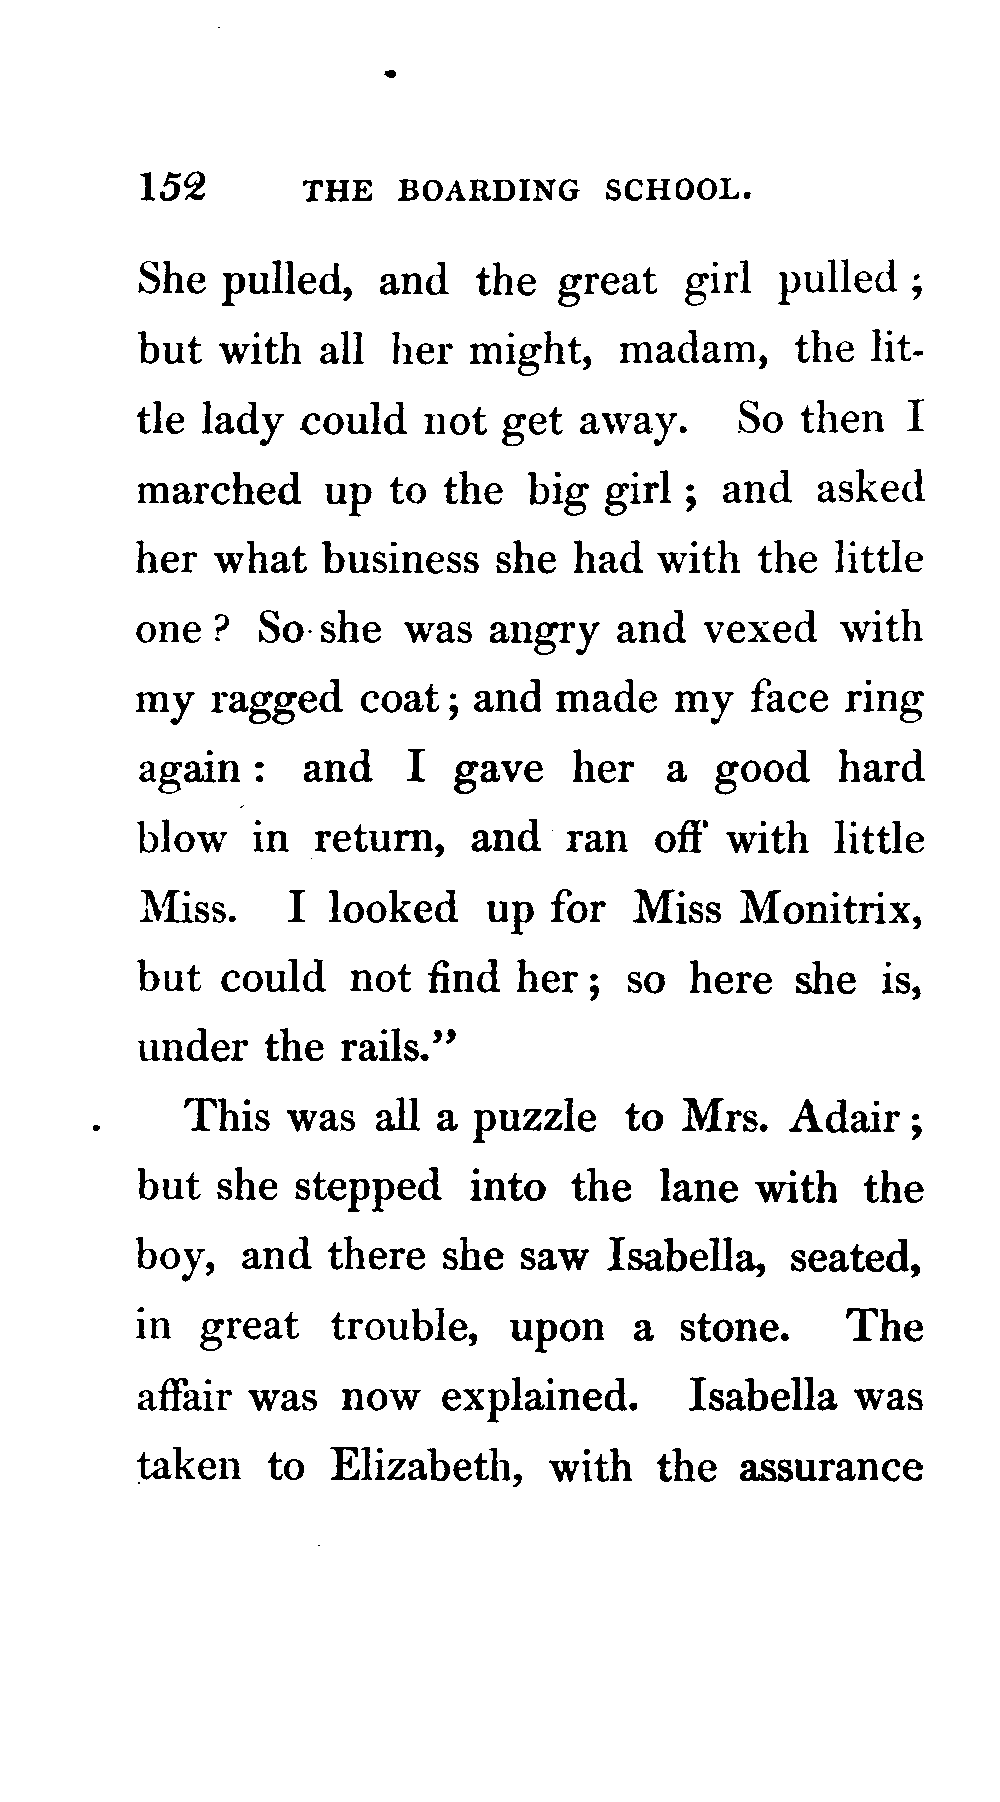 152 THE BOARDING SCHOOL.
She pulled, and the great girl pulled ;
but with all her might, madam, the lit-
tle lady could not get away. So then I
marched up to the big girl ; and asked
her what business she had with the little
one ? So she was angry and vexed with
my ragged coat ; and made my face ring
again : and I gave her a good hard
blow in return, and ran off with little
Miss. I looked up for Miss Monitrix,
but could not find her ; so here she is,
under the rails.”
This was all a puzzle to Mrs. Adair ;
but she stepped into the lane with the
boy, and there she saw Isabella, seated,
in great trouble, upon a stone. The
affair was now explained. Isabella was
taken to Elizabeth, with the assurance